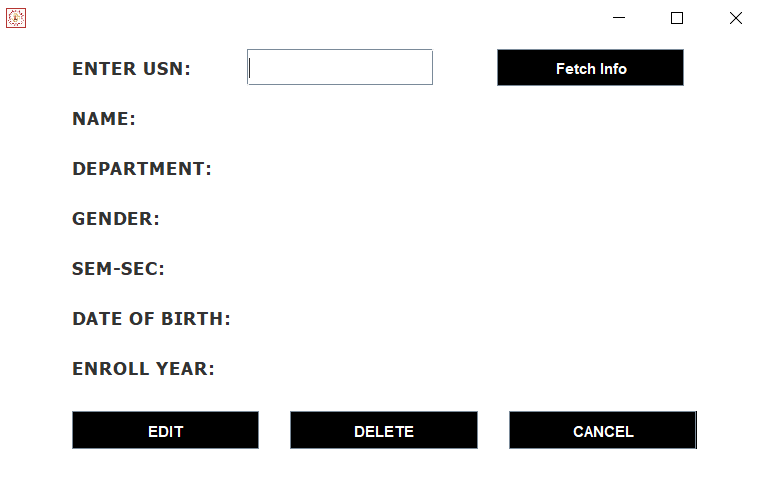 ENTER USN: Fetch Info
NAME:
DEPARTMENT:
GENDER:
SEM-SEC:
DATE OF BIRTH:
ENROLL YEAR:
EDIT DELETE CANCEL